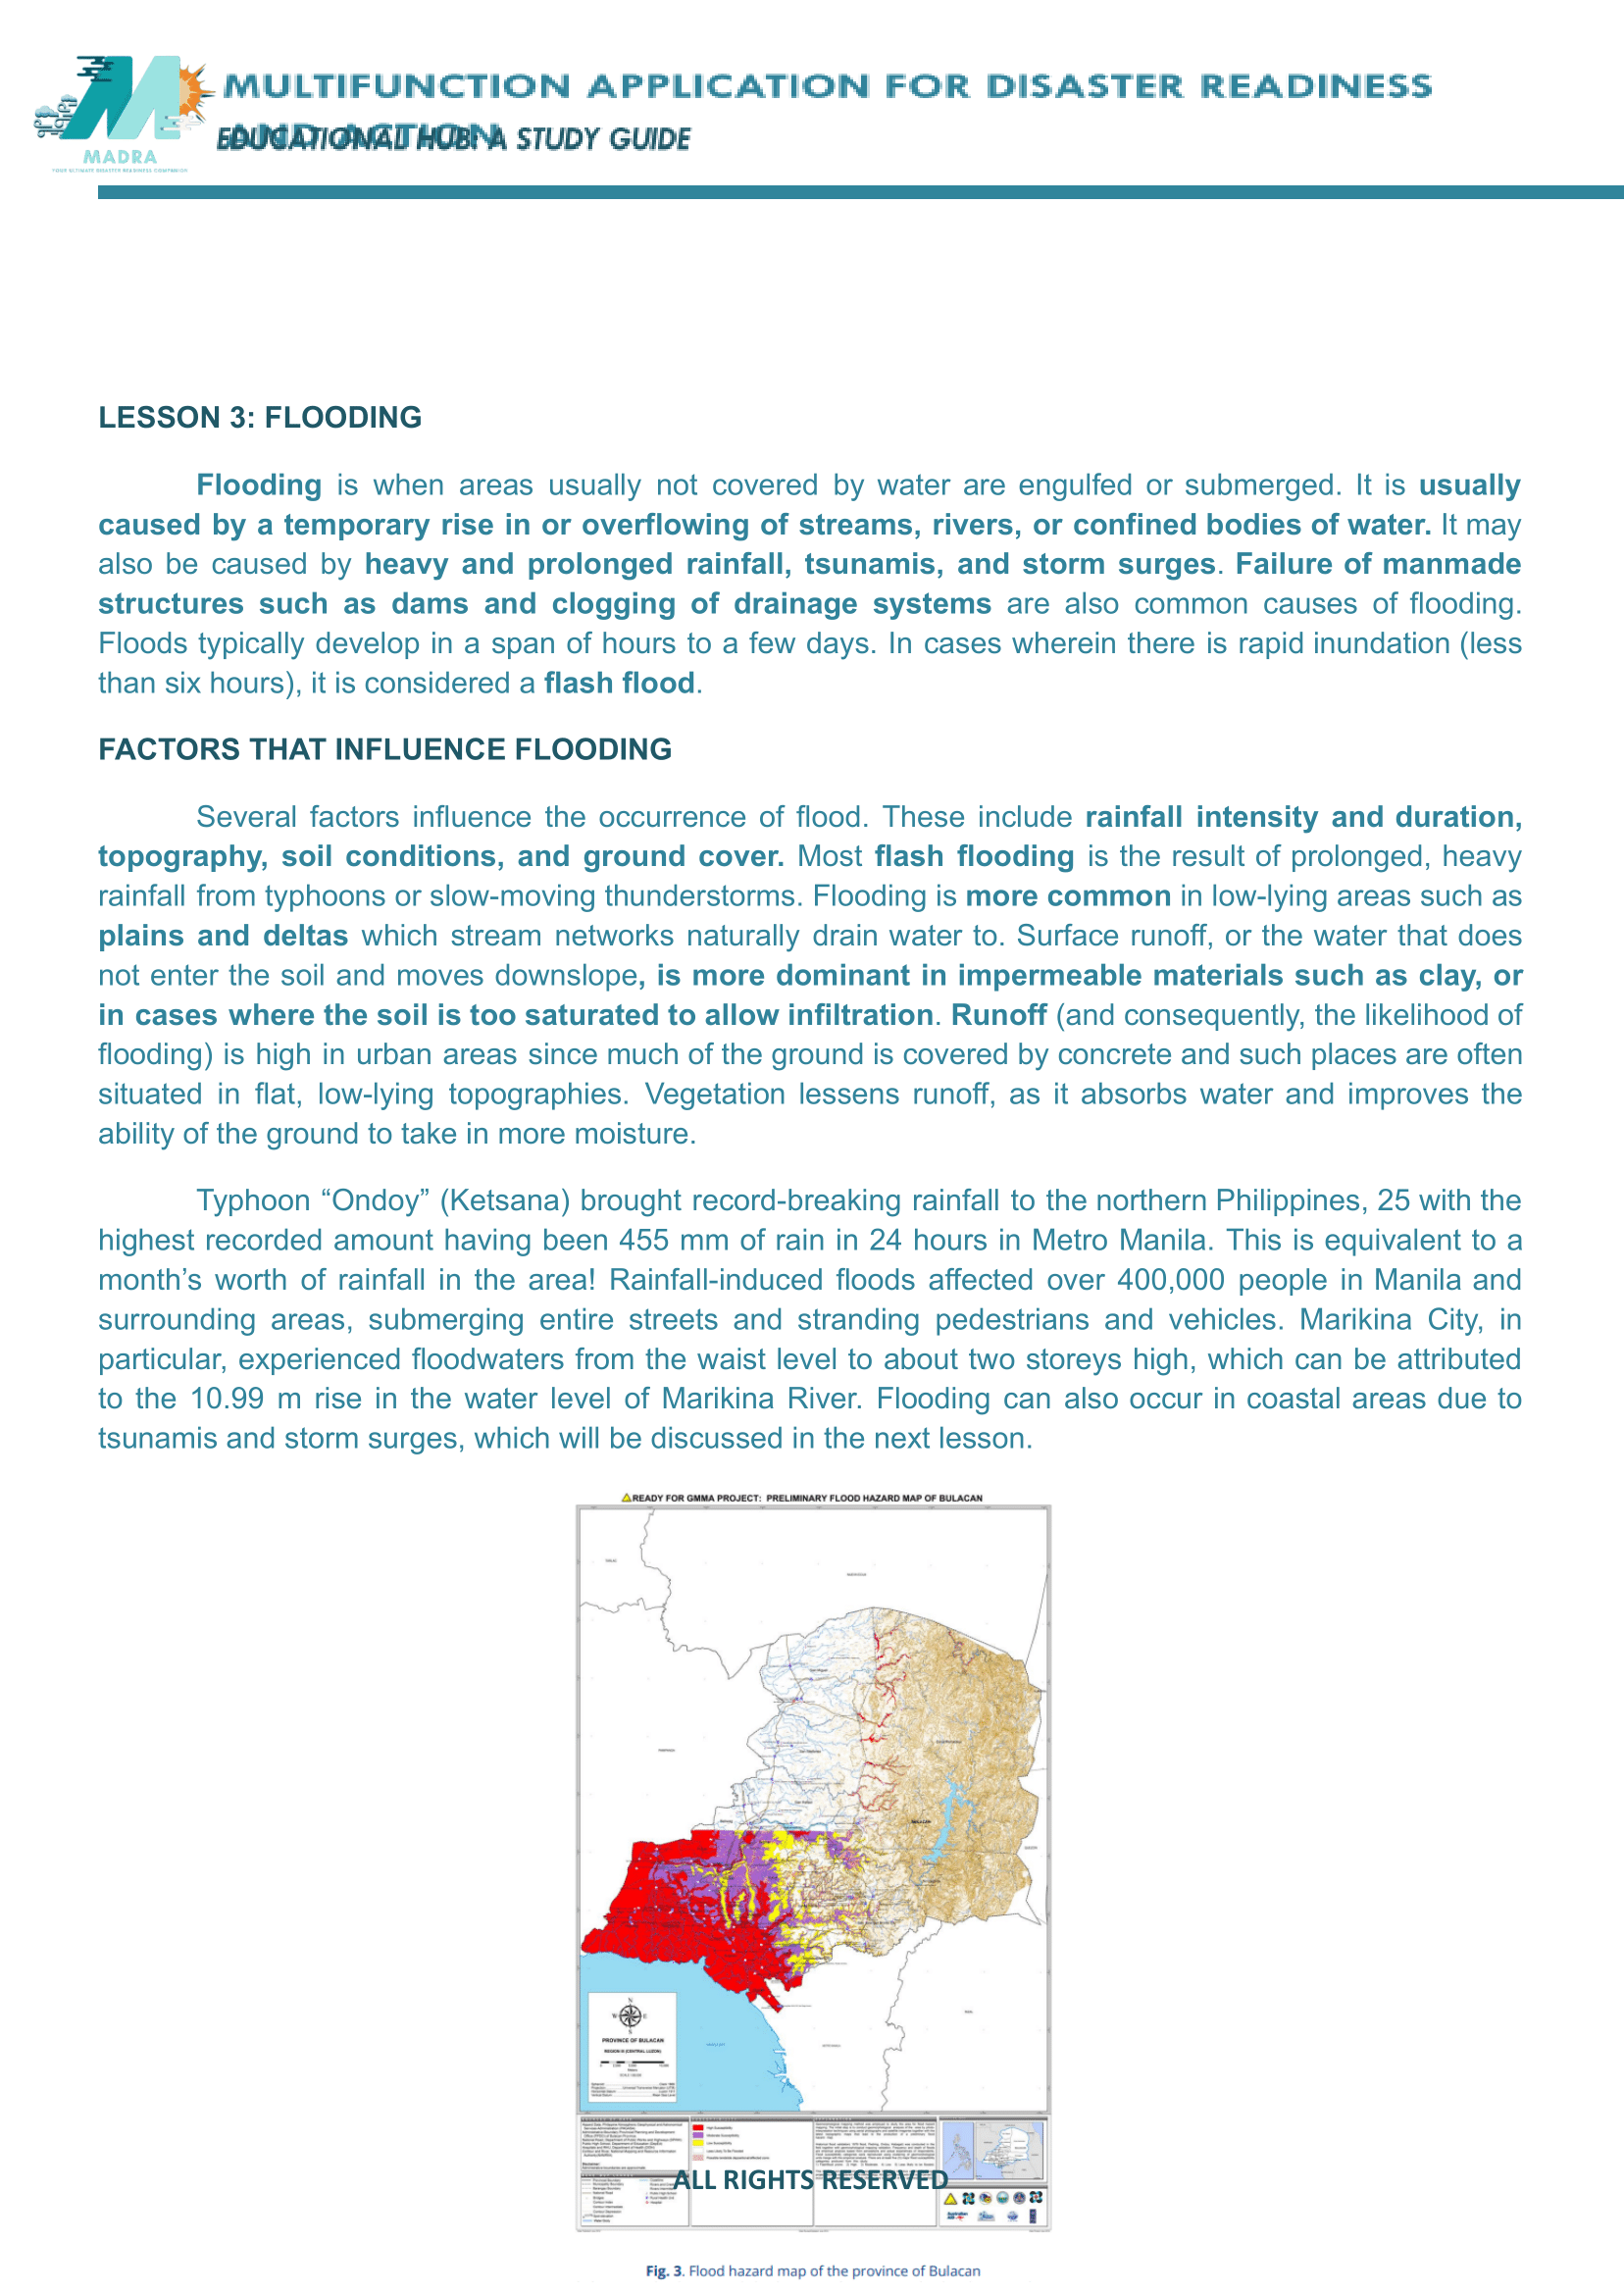 MULTIFUNCTION APPLICATION FOR DISASTER READINESS
AND ACTION
EDUCATIONAL HUB: A STUDY GUIDE
MADRA
YOUR ULTIMATE DISASTER READINESS COMPANION
LESSON 3: FLOODING
Flooding is when areas usually not covered by water are engulfed or submerged. It is usually
caused by a temporary rise in or overflowing of streams, rivers, or confined bodies of water. It may
also be caused by heavy and prolonged rainfall, tsunamis, and storm surges. Failure of manmade
structures such as dams and clogging of drainage systems are also common causes of flooding.
Floods typically develop in a span of hours to a few days. In cases wherein there is rapid inundation (less
than six hours), it is considered a flash flood.
FACTORS THAT INFLUENCE FLOODING
Several factors influence the occurrence of flood. These include rainfall intensity and duration,
topography, soil conditions, and ground cover. Most flash flooding is the result of prolonged, heavy
rainfall from typhoons or slow-moving thunderstorms. Flooding is more common in low-lying areas such as
plains and deltas which stream networks naturally drain water to. Surface runoff, or the water that does
not enter the soil and moves downslope, is more dominant in impermeable materials such as clay, or
in cases where the soil is too saturated to allow infiltration. Runoff (and consequently, the likelihood of
flooding) is high in urban areas since much of the ground is covered by concrete and such places are often
situated in flat, low-lying topographies. Vegetation lessens runoff, as it absorbs water and improves the
ability of the ground to take in more moisture.
Typhoon “Ondoy” (Ketsana) brought record-breaking rainfall to the northern Philippines, 25 with the
highest recorded amount having been 455 mm of rain in 24 hours in Metro Manila. This is equivalent to a
month’s worth of rainfall in the area! Rainfall-induced floods affected over 400,000 people in Manila and
surrounding areas, submerging entire streets and stranding pedestrians and vehicles. Marikina City, in
particular, experienced floodwaters from the waist level to about two storeys high, which can be attributed
to the 10.99 m rise in the water level of Marikina River. Flooding can also occur in coastal areas due to
tsunamis and storm surges, which will be discussed in the next lesson.
READY FOR GMMA PROJECT: PRELIMINARY FLOOD HAZARD MAP OF BULACAN
BULACAN
N
W E
S
PROVINCE OF BULACAN
REGION III (CENTRAL LUZON)
High Susceptibility
Moderate Susceptibility
Low Susceptibility
ALL RIGHTS RESERVED
Fig. 3. Flood hazard map of the province of Bulacan